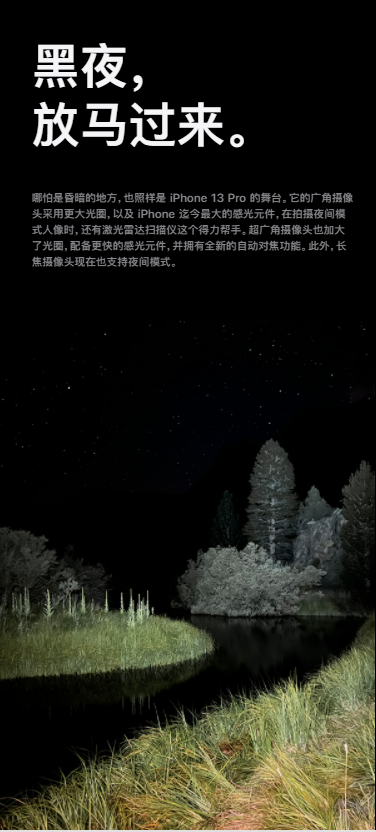 黑夜，
放马过来。
哪怕是昏暗的地方，也照样是 iPhone 13 Pro 的舞台。它的广角摄像
头采用更大光圈，以及 iPhone 迄今最大的感光元件，在拍摄夜间模
式人像时，还有激光雷达扫描仪这个得力帮手。超广角摄像头也加大
了光圈，配备更快的感光元件，并拥有全新的自动对焦功能。此外，长
焦摄像头现在也支持夜间模式。